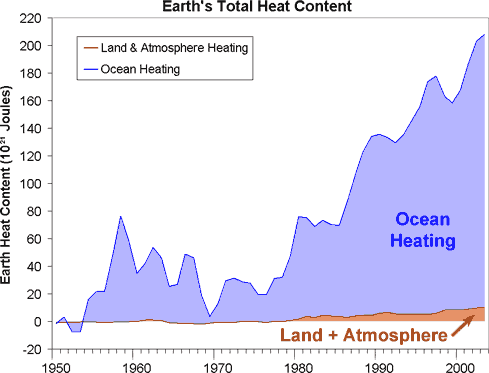 Earth's Total Heat Content
220
200
180
160
140
120
100
80
60
40
20
0
-20
Earth Heat Content (10²¹ Joules)
Land & Atmosphere Heating
Ocean Heating
Ocean
Heating
Land + Atmosphere
1950 1960 1970 1980 1990 2000